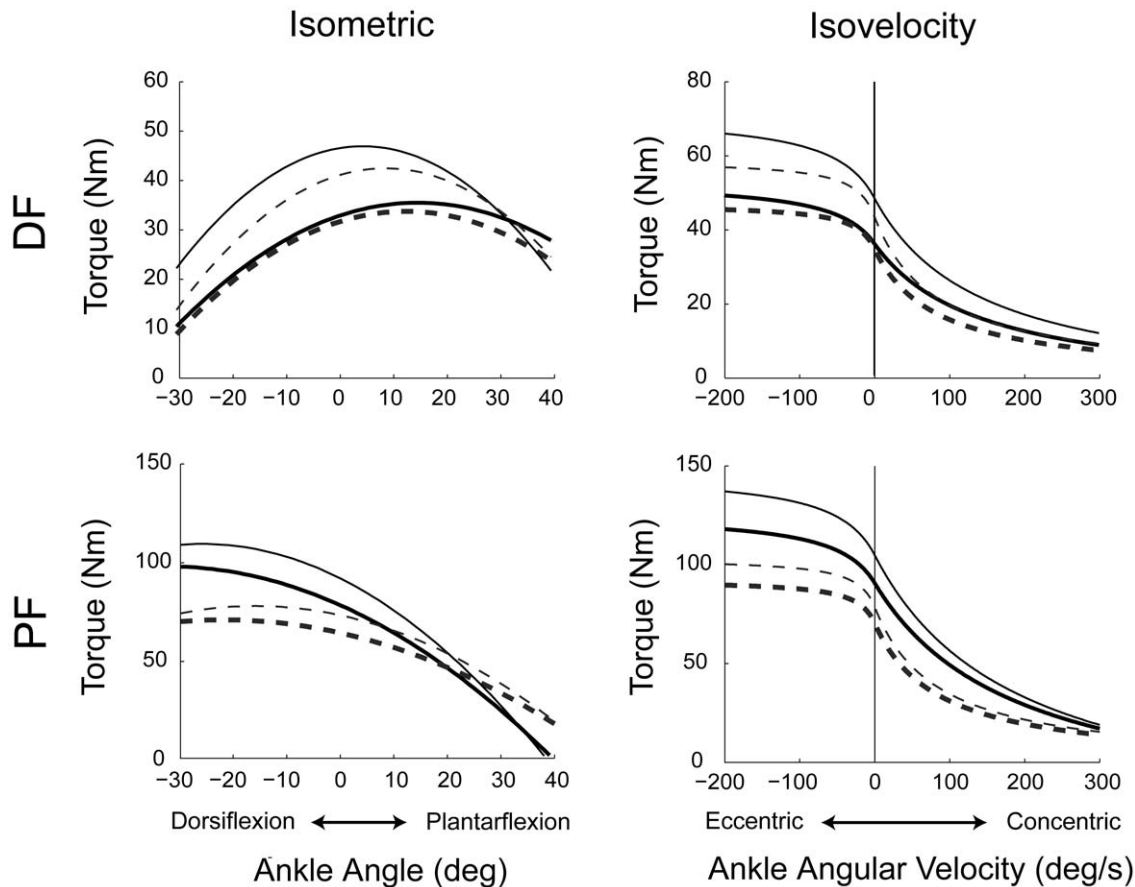 Isometric
Isovelocity
DF
Torque (Nm)
60
50
40
30
20
10
0
−30 −20 −10 0 10 20 30 40
Torque (Nm)
80
60
40
20
0
−200 −100 0 100 200 300
PF
Torque (Nm)
150
100
50
0
−30 −20 −10 0 10 20 30 40
Dorsiflexion Plantarflexion
Ankle Angle (deg)
Torque (Nm)
150
100
50
0
−200 −100 0 100 200 300
Eccentric Concentric
Ankle Angular Velocity (deg/s)